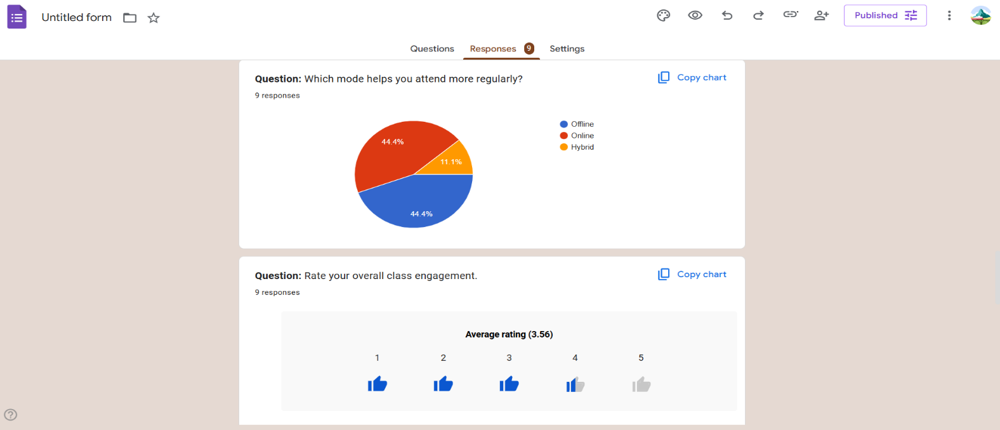 Untitled form
Published
Questions
Responses 9
Settings
Question: Which mode helps you attend more regularly?
Copy chart
9 responses
44.4%
11.1%
44.4%
Offline
Online
Hybrid
Question: Rate your overall class engagement.
Copy chart
9 responses
Average rating (3.56)
1 2 3 4 5
?